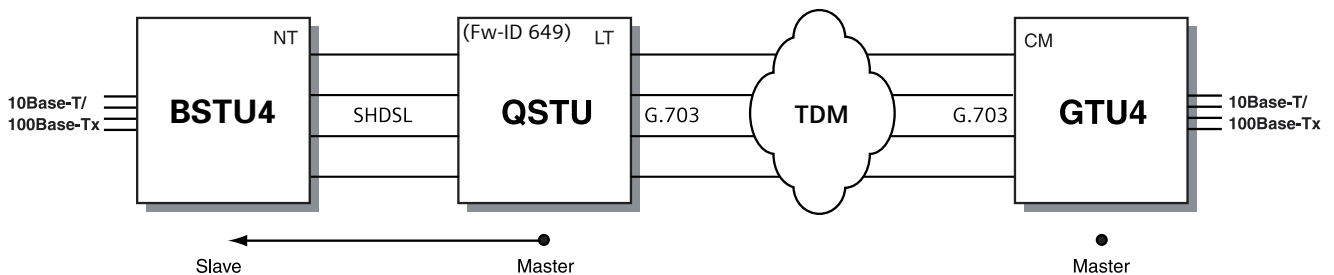 NT
(Fw-ID 649) LT
CM
10Base-T/
100Base-Tx
BSTU4
SHDSL
QSTU
G.703
TDM
G.703
GTU4
10Base-T/
100Base-Tx
Slave
Master
Master